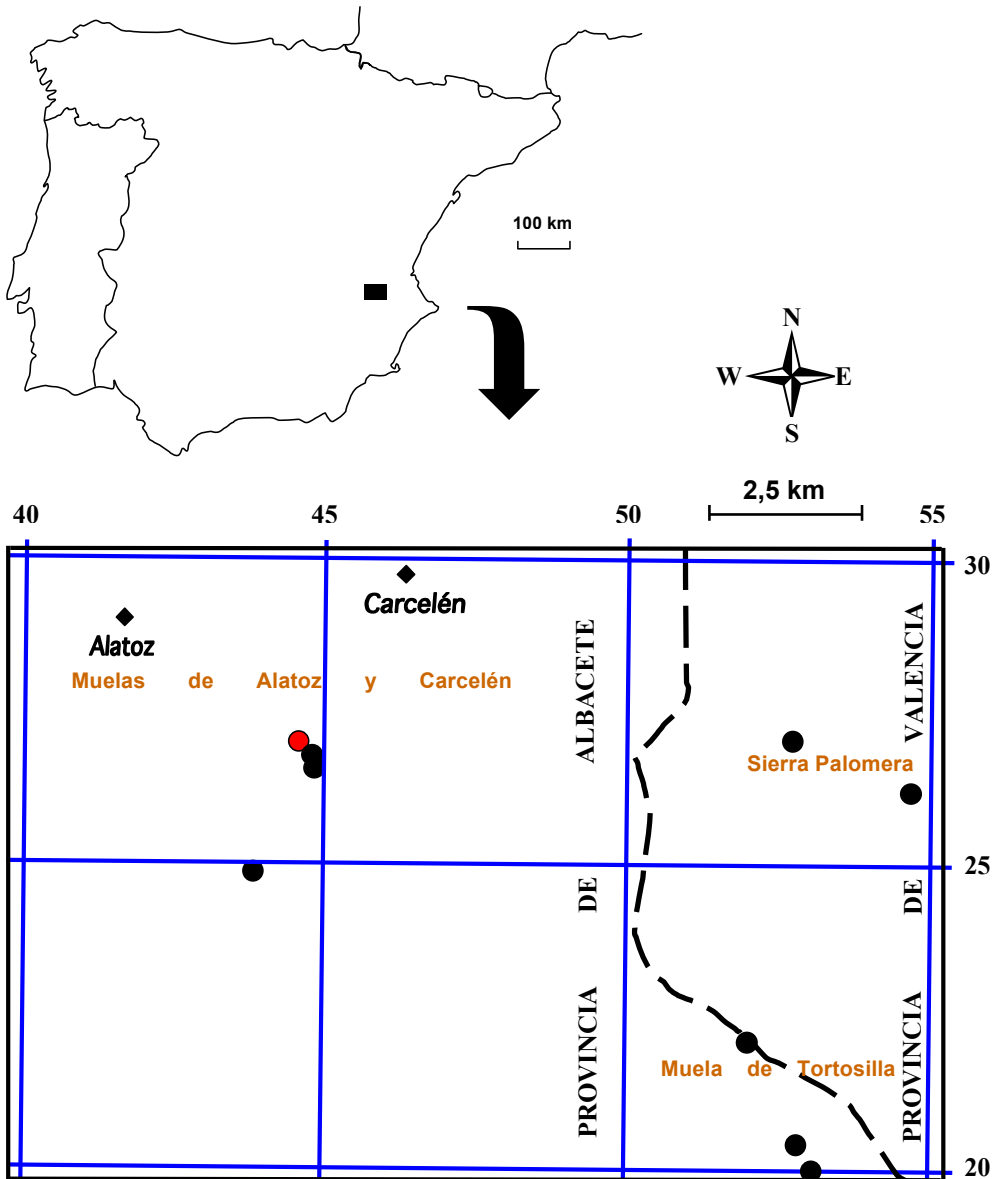 100 km
N
W E
S
2,5 km
40 45 50 55
30
Carcelén
Alatoz
Muelas de Alatoz y Carcelén
Sierra Palomera
25
PROVINCIA DE ALBACETE
PROVINCIA DE VALENCIA
Muela de Tortosilla
20